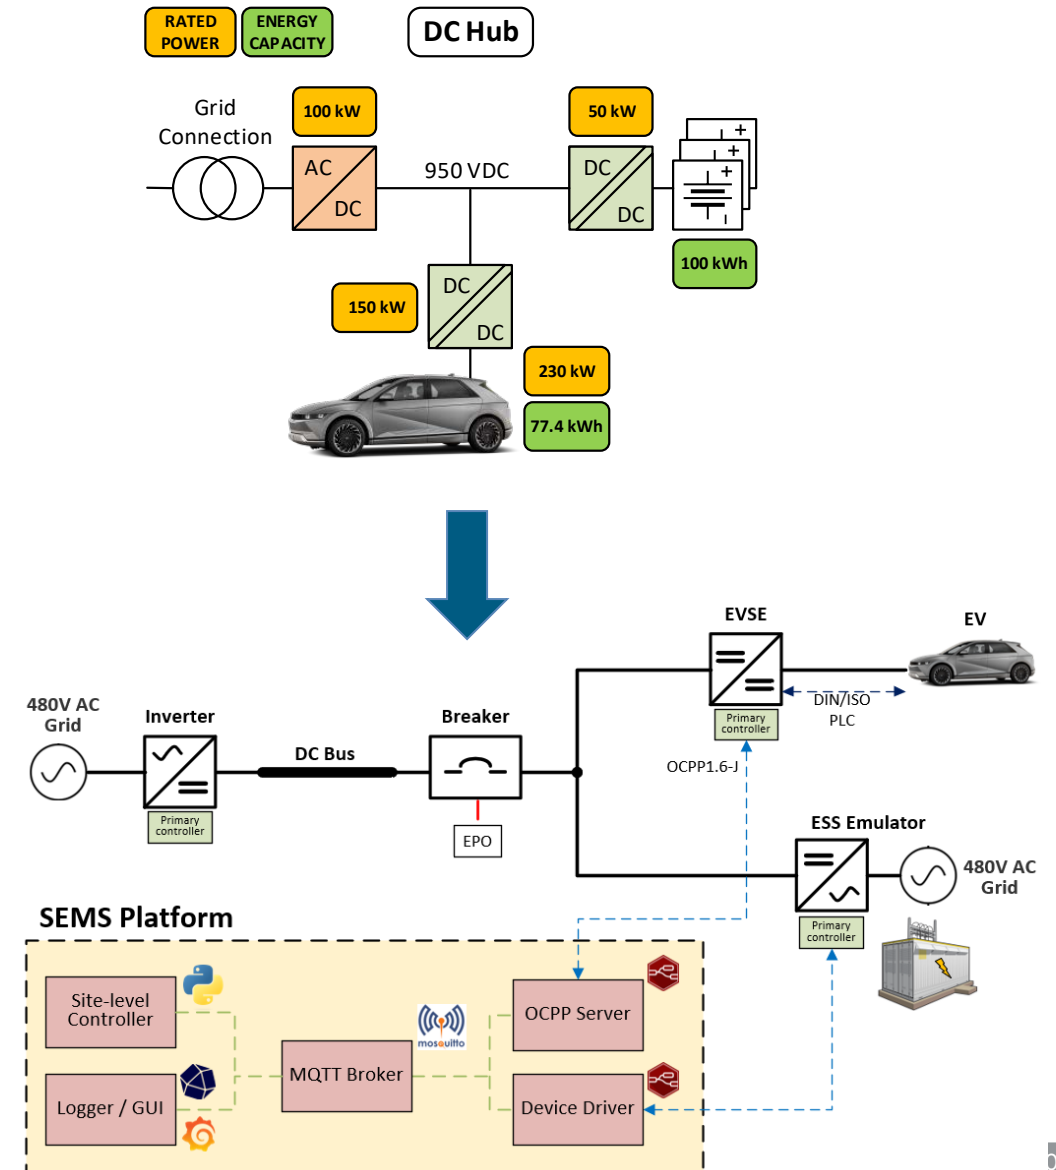 RATED
POWER
ENERGY
CAPACITY
DC Hub
Grid
Connection
100 kW
50 kW
AC
DC
950 VDC
DC
DC
100 kWh
150 kW
DC
DC
230 kW
77.4 kWh
EVSE
EV
480V AC
Grid
Inverter
Breaker
DC Bus
DIN/ISO
PLC
Primary
controller
OCPP1.6-J
Primary
controller
EPO
ESS Emulator
480V AC
Grid
Primary
controller
SEMS Platform
Site-level
Controller
mosquitto
OCPP Server
MQTT Broker
Logger / GUI
Device Driver